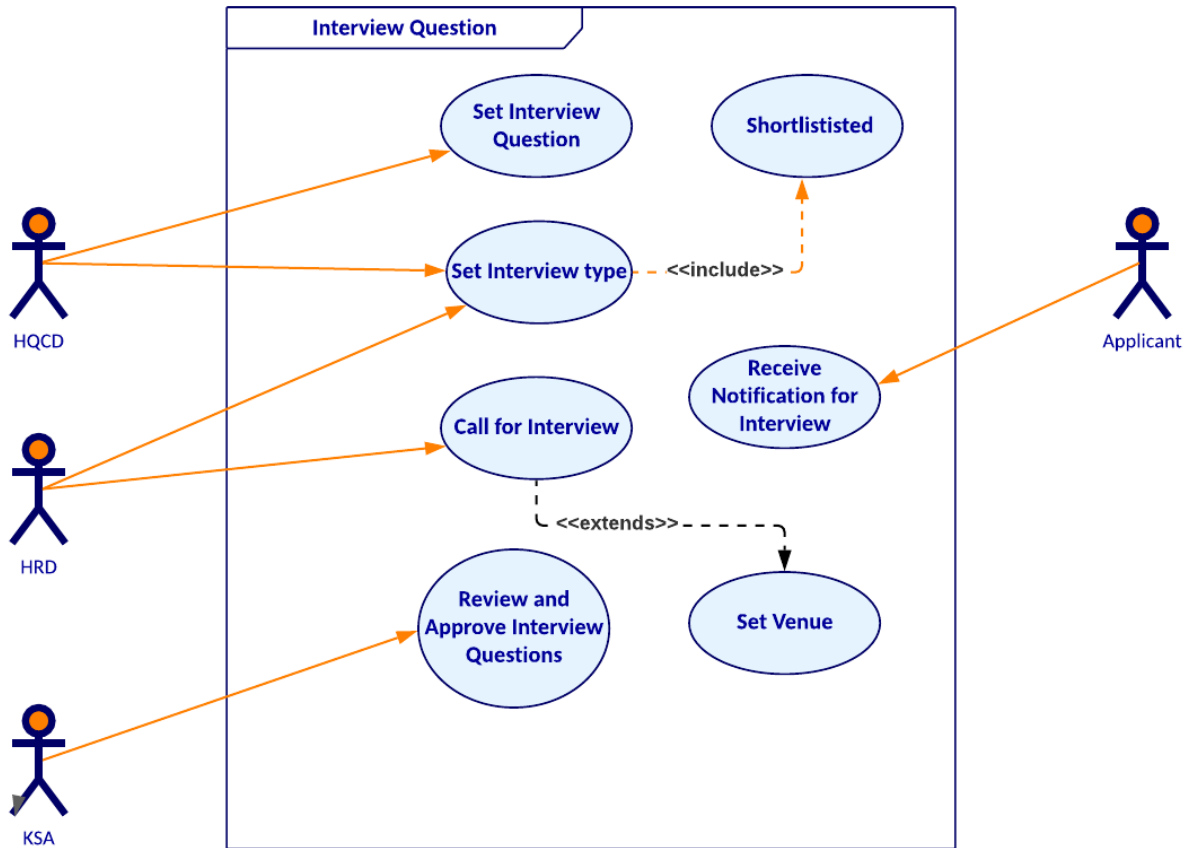 Interview Question
Set Interview
Question
Shortlististed
Set Interview type
<<include>>
HQCD
Applicant
Receive
Notification for
Interview
Call for Interview
<<extends>>
HRD
Review and
Approve Interview
Questions
Set Venue
KSA